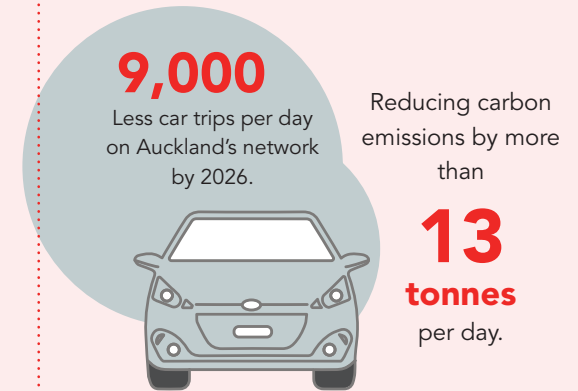 9,000
Less car trips per day
on Auckland's network
by 2026.
Reducing carbon
emissions by more
than
13
tonnes
per day.